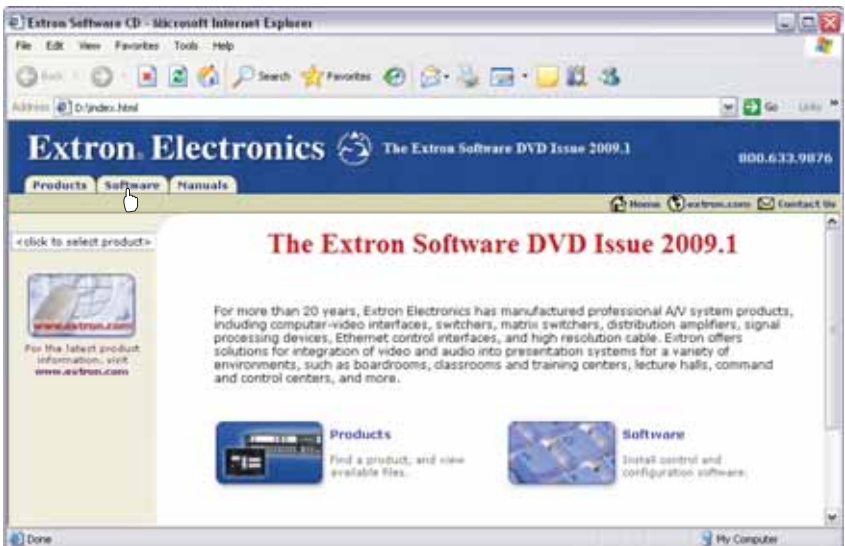 Extron Software CD - Microsoft Internet Explorer
File Edit View Favorites Tools Help
Back Search Favorites
Address D:\index.html Go Links »
Extron. Electronics The Extron Software DVD Issue 2009.1 800.633.9876
Products Software Manuals
Home extron.com Contact Us
<click to select product>
The Extron Software DVD Issue 2009.1
www.extron.com
For the latest product
information, visit
www.extron.com
For more than 20 years, Extron Electronics has manufactured professional A/V system products,
including computer-video interfaces, switchers, matrix switchers, distribution amplifiers, signal
processing devices, Ethernet control interfaces, and high resolution cable. Extron offers
solutions for integration of video and audio into presentation systems for a variety of
environments, such as boardrooms, classrooms and training centers, lecture halls, command
and control centers, and more.
Products
Find a product, and view
available files.
Software
Install control and
configuration software.
Done My Computer